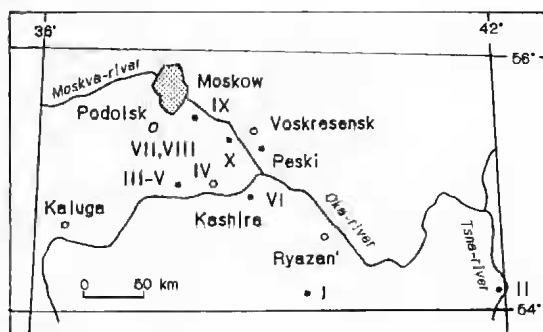 36°
42°
56°
Moskva-river
Moskow
IX
Podolsk
Voskresensk
VII, VIII
X
Peski
III-V
IV
VI
Kaluga
Kashira
Oka-river
Ryazan'
Tsna-river
0 50 km
I
II
54°